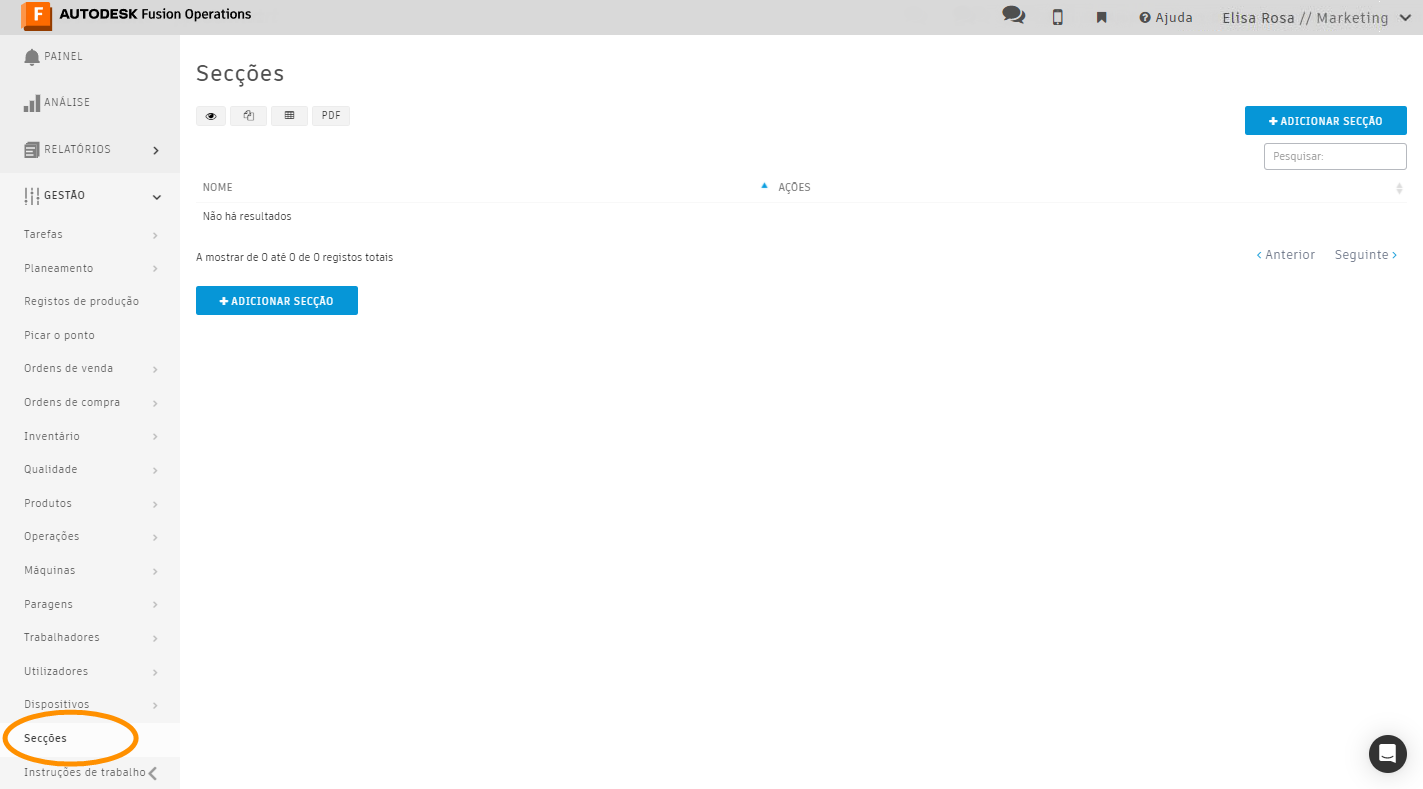 F AUTODESK Fusion Operations
Ajuda
Elisa Rosa // Marketing
PAINEL
ANÁLISE
RELATÓRIOS
GESTÃO
Tarefas
Planeamento
Registos de produção
Picar o ponto
Ordens de venda
Ordens de compra
Inventário
Qualidade
Produtos
Operações
Máquinas
Paragens
Trabalhadores
Utilizadores
Dispositivos
Secções
Instruções de trabalho
Secções
PDF
+ ADICIONAR SECÇÃO
Pesquisar:
NOME AÇÕES
Não há resultados
A mostrar de 0 até 0 de 0 registos totais
‹ Anterior Seguinte ›
+ ADICIONAR SECÇÃO